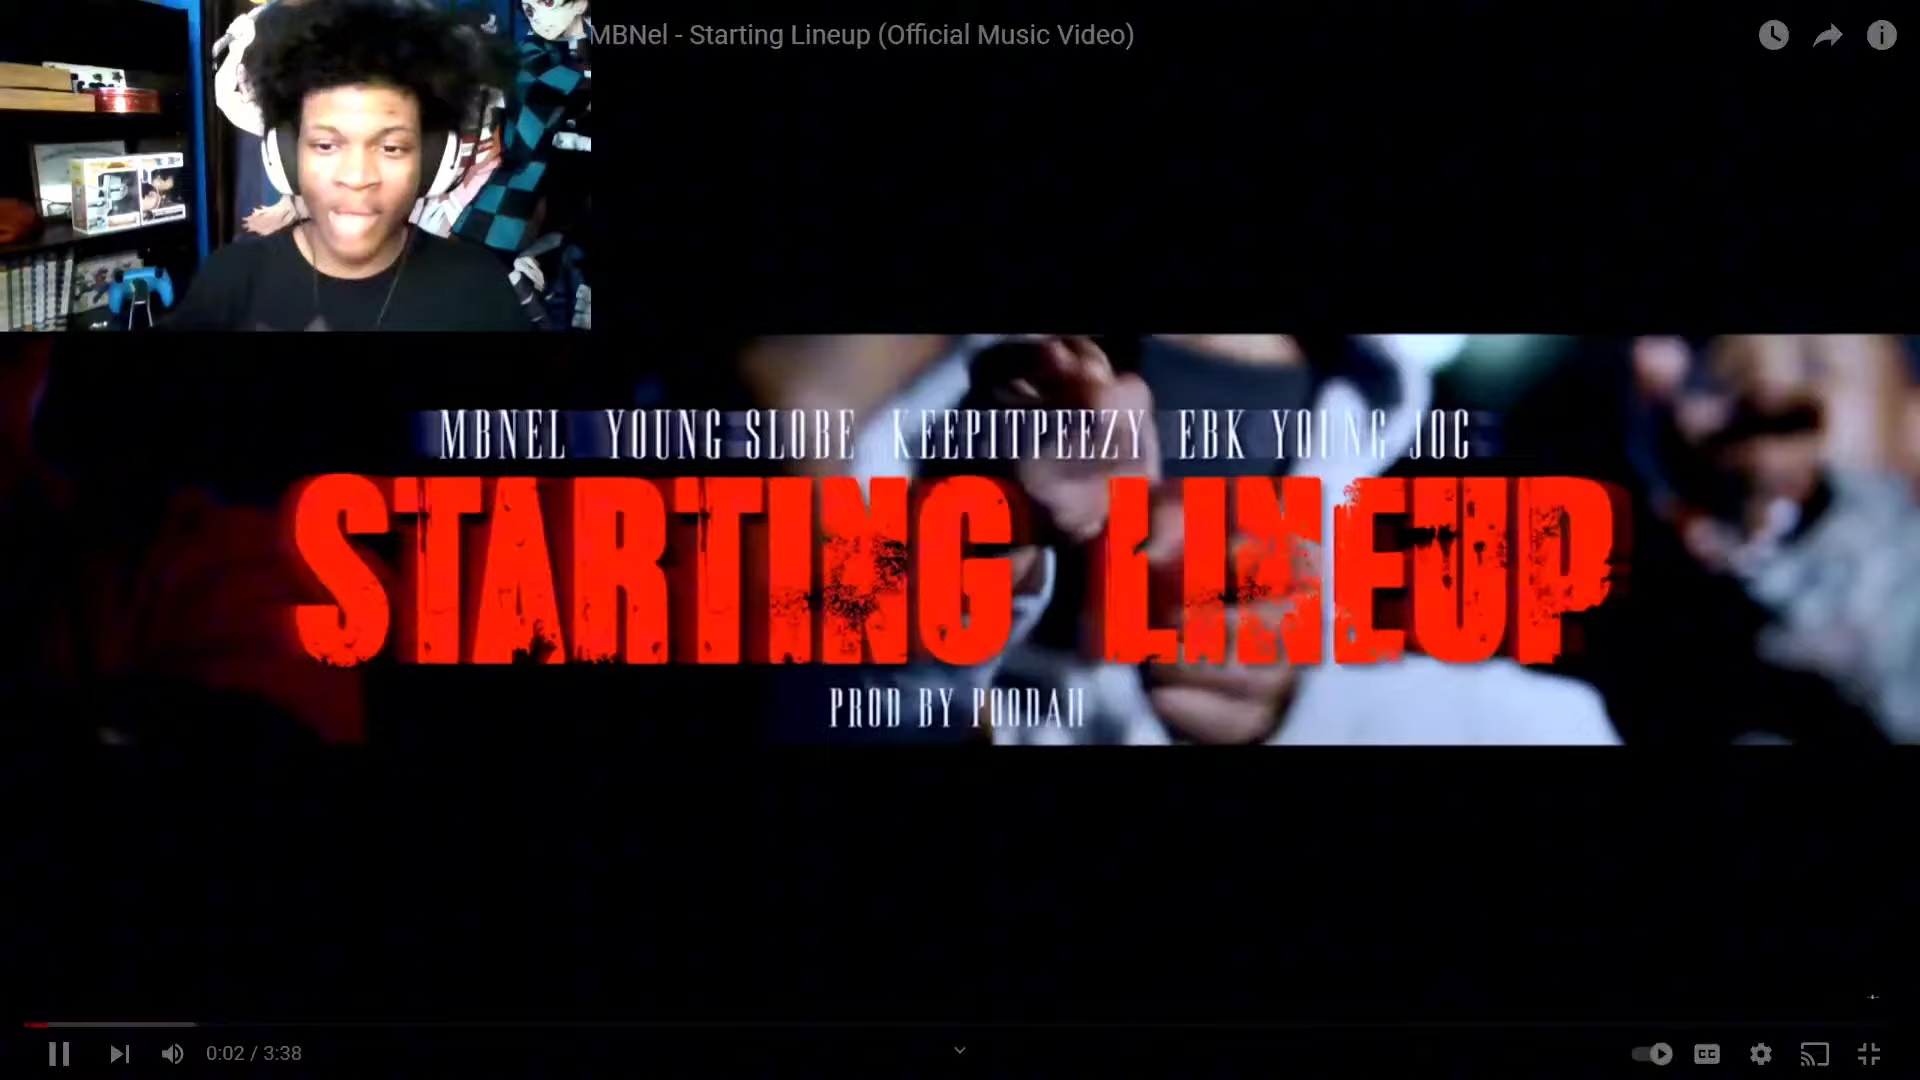 MBNel - Starting Lineup (Official Music Video)
MBNEL YOUNG SLOBE KEEPITPEEZY EBK YOUNG JOC
STARTING LINEUP
PROD BY POODAH
0:02 / 3:38
CC